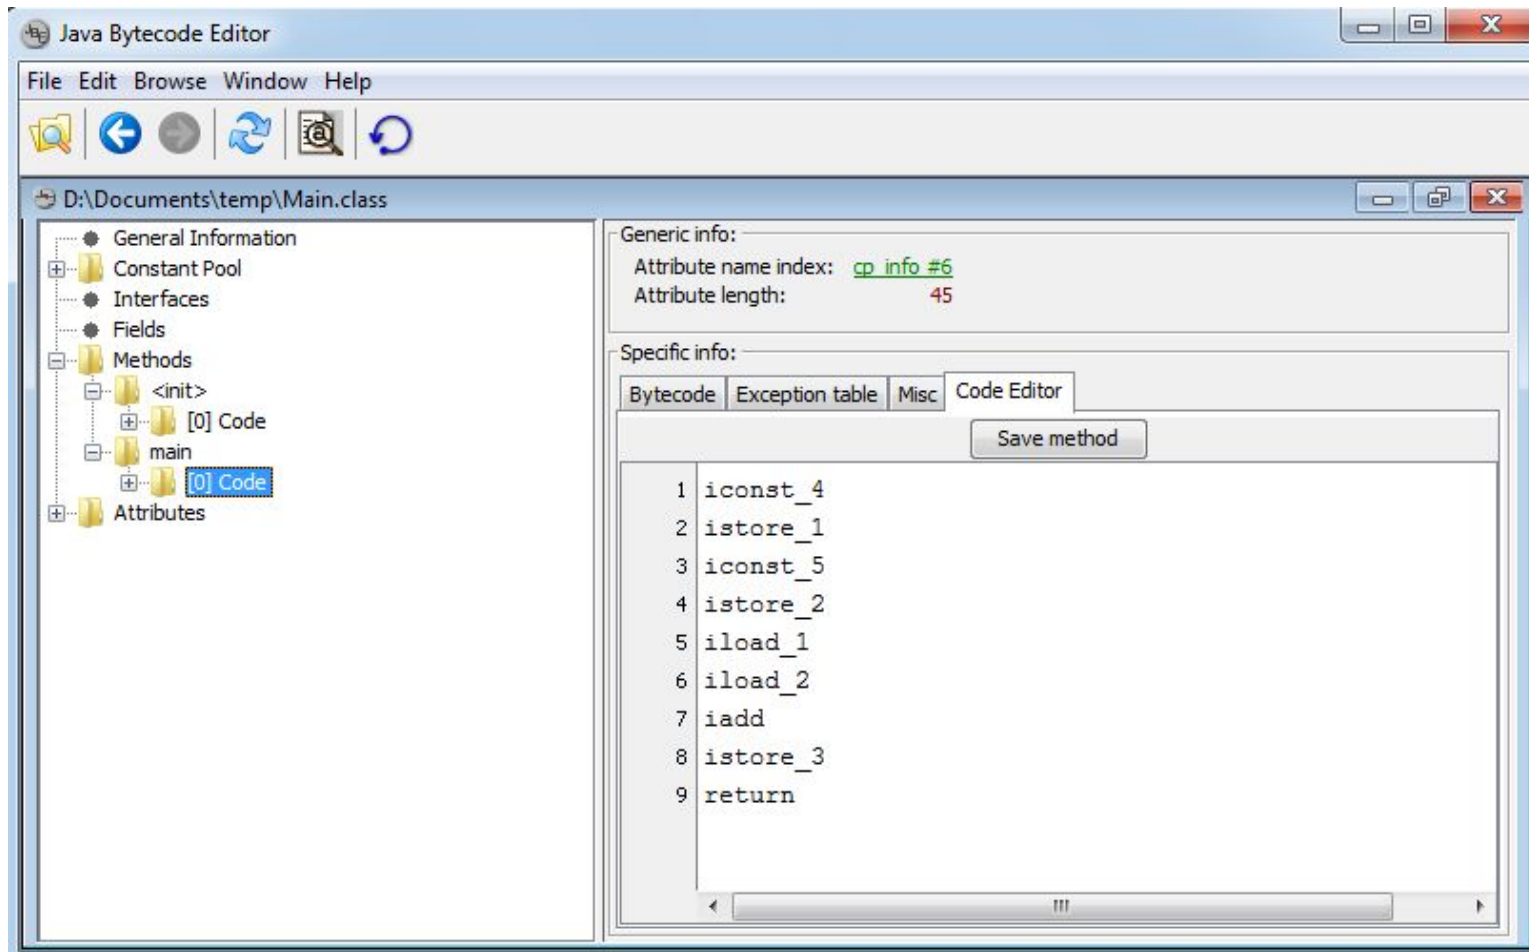 Java Bytecode Editor
File Edit Browse Window Help
D:\Documents\temp\Main.class
General Information
Constant Pool
Interfaces
Fields
Methods
<init>
[0] Code
main
[0] Code
Attributes
Generic info:
Attribute name index: cp_info #6
Attribute length: 45
Specific info:
Bytecode Exception table Misc Code Editor
Save method
1 iconst_4
2 istore_1
3 iconst_5
4 istore_2
5 iload_1
6 iload_2
7 iadd
8 istore_3
9 return